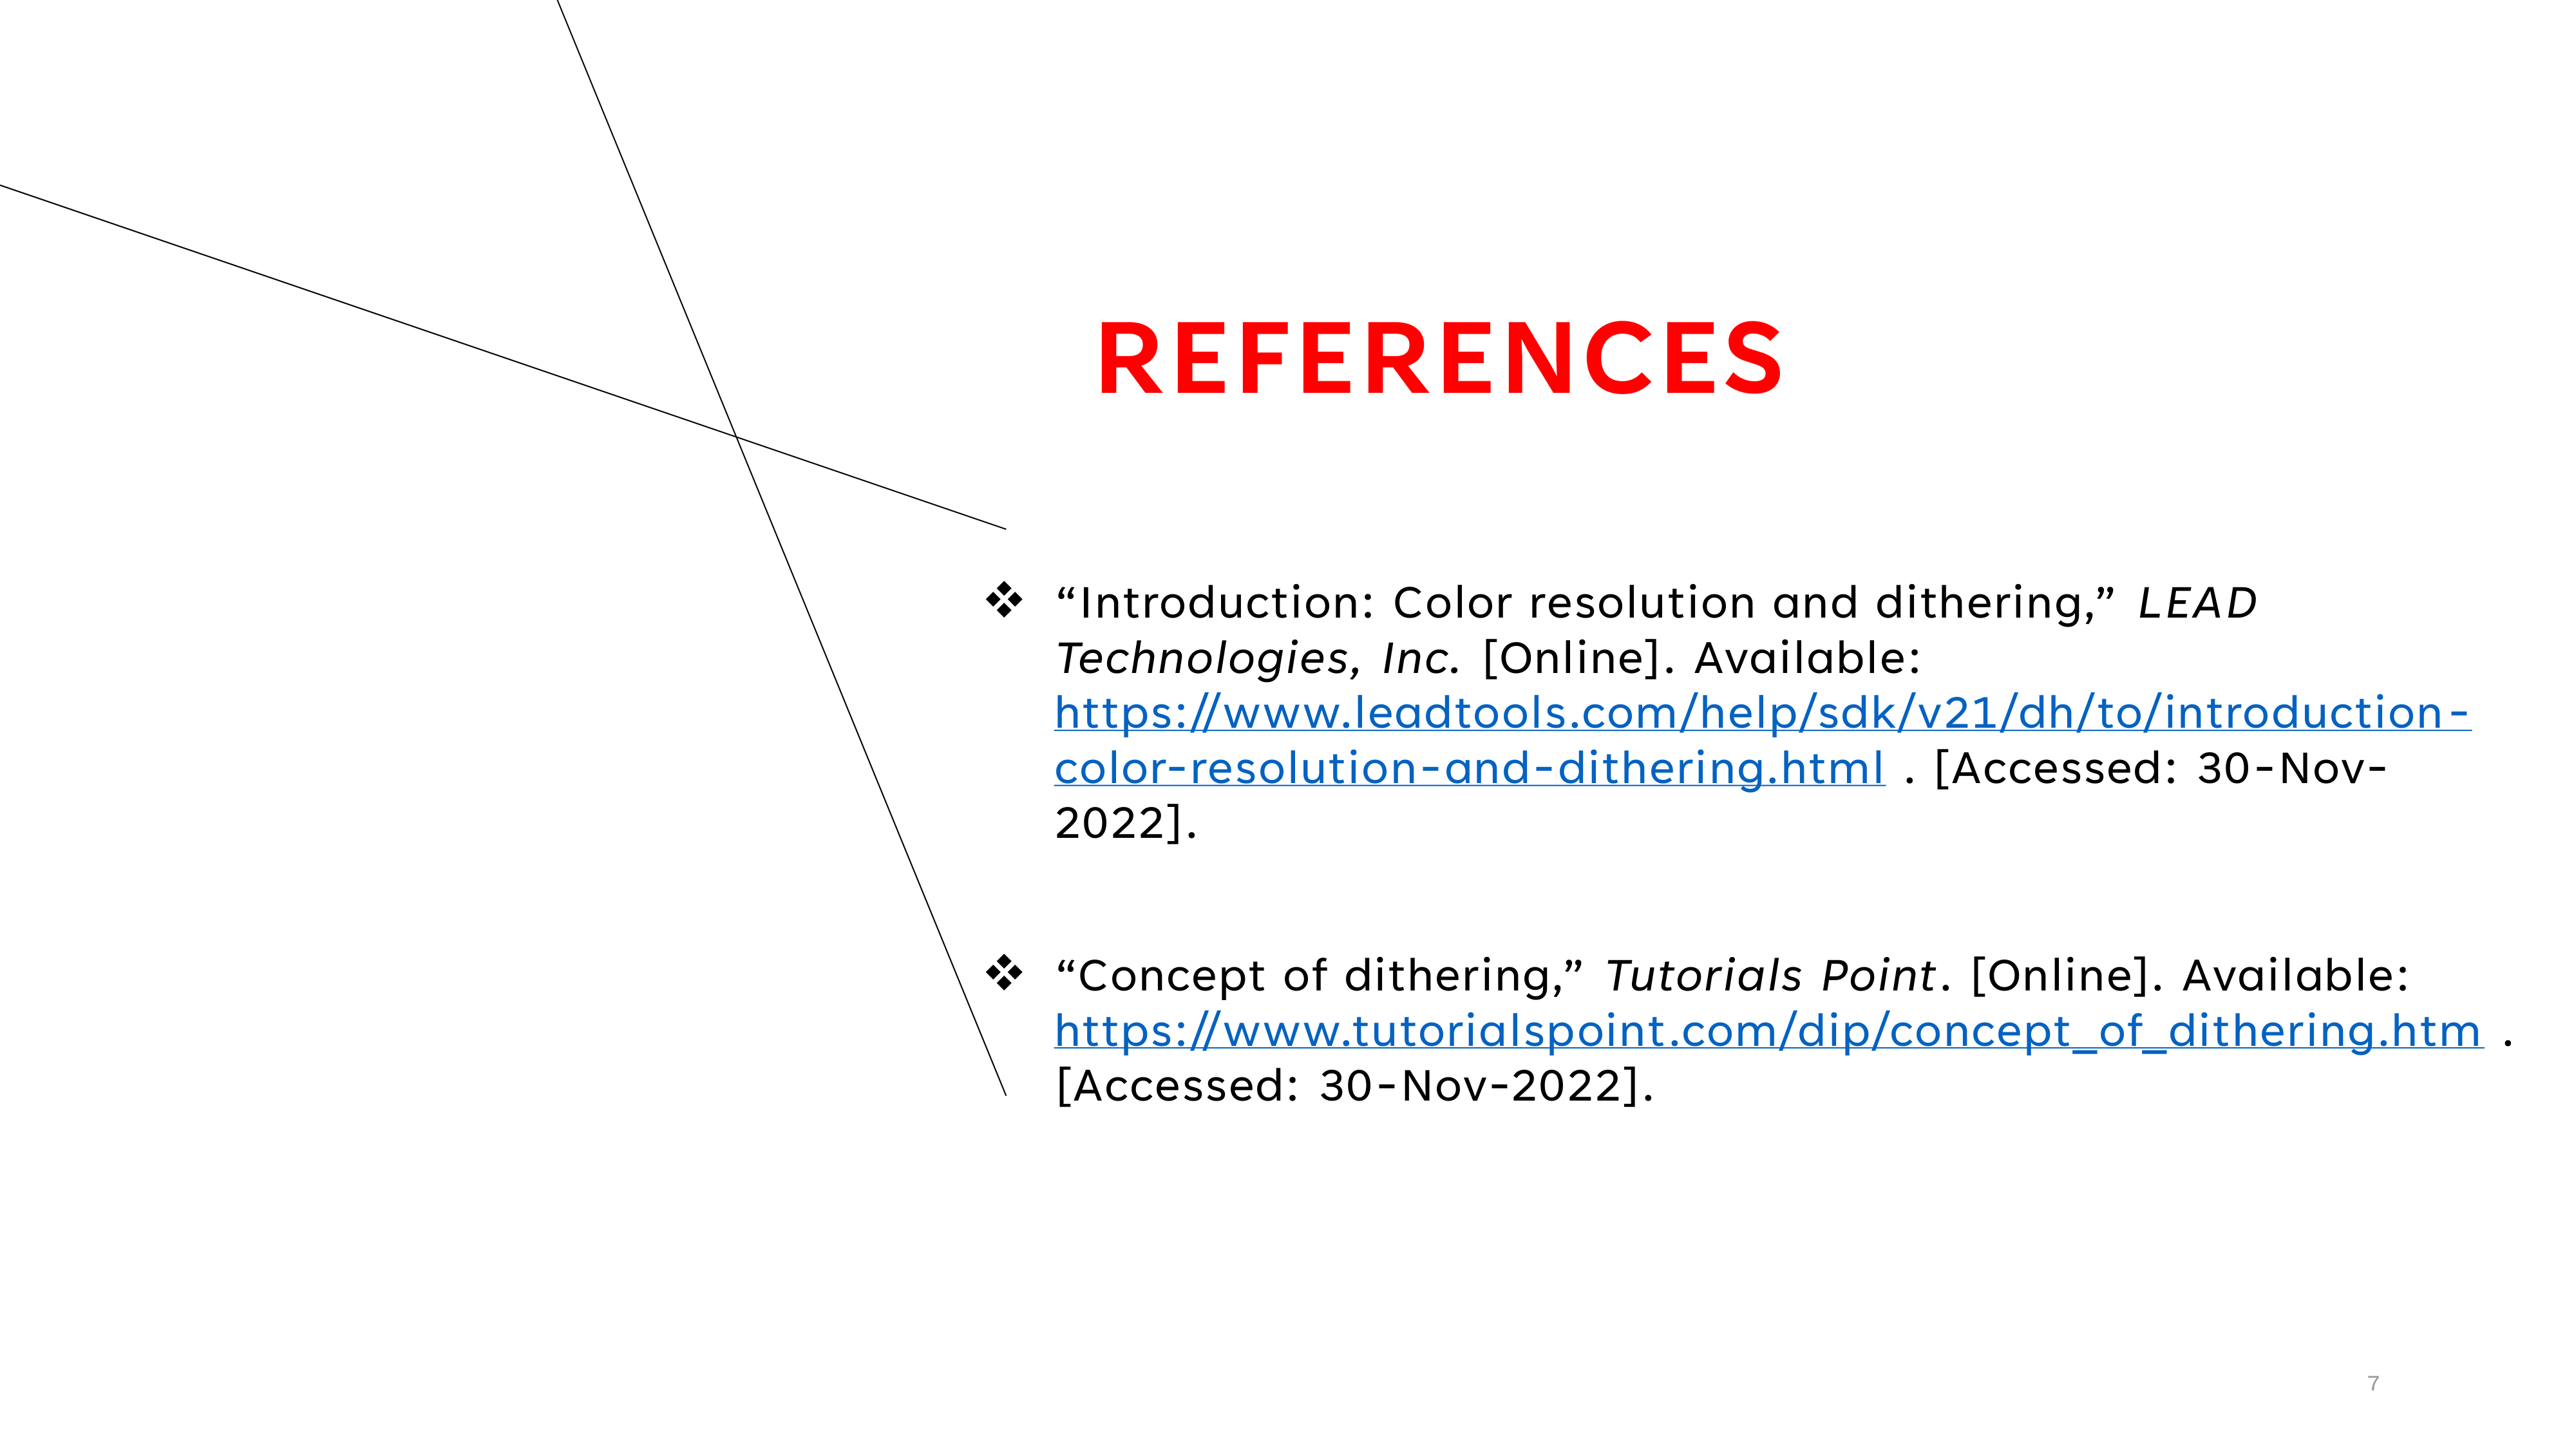 REFERENCES
❖ “Introduction: Color resolution and dithering,” LEAD
Technologies, Inc. [Online]. Available:
https://www.leadtools.com/help/sdk/v21/dh/to/introduction-
color-resolution-and-dithering.html . [Accessed: 30-Nov-
2022].
❖ “Concept of dithering,” Tutorials Point. [Online]. Available:
https://www.tutorialspoint.com/dip/concept_of_dithering.htm .
[Accessed: 30-Nov-2022].
7